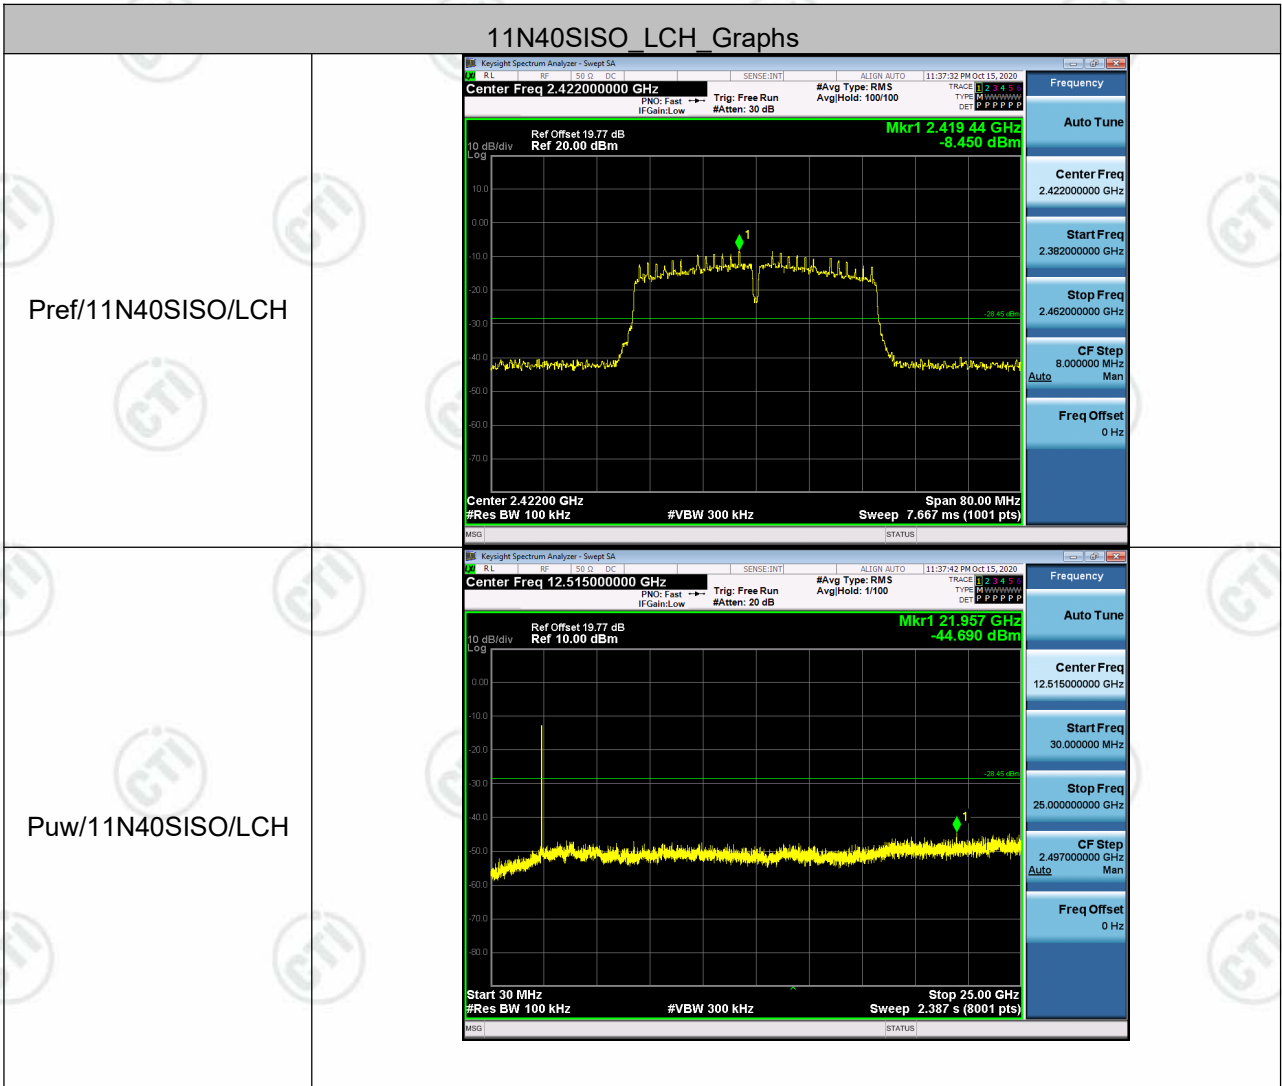 11N40SISO_LCH_Graphs
Pref/11N40SISO/LCH
Keysight Spectrum Analyzer - Swept SA
LXI RL RF 50 Ω DC SENSE:INT ALIGN AUTO 11:37:32 PM Oct 15, 2020
Center Freq 2.422000000 GHz
PNO: Fast
IFGain:Low
Trig: Free Run
#Atten: 30 dB
#Avg Type: RMS
Avg|Hold: 100/100
TRACE 1 2 3 4 5 6
TYPE M W W W W W
DET P P P P P P
Mkr1 2.419 44 GHz
-8.450 dBm
Ref Offset 19.77 dB
10 dB/div Ref 20.00 dBm
Log
10.0
0.00
-10.0
-20.0
-30.0
-40.0
-50.0
-60.0
-70.0
1
-28.45 dBm
Center 2.42200 GHz Span 80.00 MHz
#Res BW 100 kHz #VBW 300 kHz Sweep 7.667 ms (1001 pts)
MSG STATUS
Frequency
Auto Tune
Center Freq
2.422000000 GHz
Start Freq
2.382000000 GHz
Stop Freq
2.462000000 GHz
CF Step
8.000000 MHz
Auto Man
Freq Offset
0 Hz
Puw/11N40SISO/LCH
Keysight Spectrum Analyzer - Swept SA
LXI RL RF 50 Ω DC SENSE:INT ALIGN AUTO 11:37:42 PM Oct 15, 2020
Center Freq 12.515000000 GHz
PNO: Fast
IFGain:Low
Trig: Free Run
#Atten: 20 dB
#Avg Type: RMS
Avg|Hold: 1/100
TRACE 1 2 3 4 5 6
TYPE M W W W W W
DET P P P P P P
Mkr1 21.957 GHz
-44.690 dBm
Ref Offset 19.77 dB
10 dB/div Ref 10.00 dBm
Log
0.00
-10.0
-20.0
-30.0
-40.0
-50.0
-60.0
-70.0
-80.0
1
-28.45 dBm
Start 30 MHz Stop 25.00 GHz
#Res BW 100 kHz #VBW 300 kHz Sweep 2.387 s (8001 pts)
MSG STATUS
Frequency
Auto Tune
Center Freq
12.515000000 GHz
Start Freq
30.000000 MHz
Stop Freq
25.000000000 GHz
CF Step
2.497000000 GHz
Auto Man
Freq Offset
0 Hz